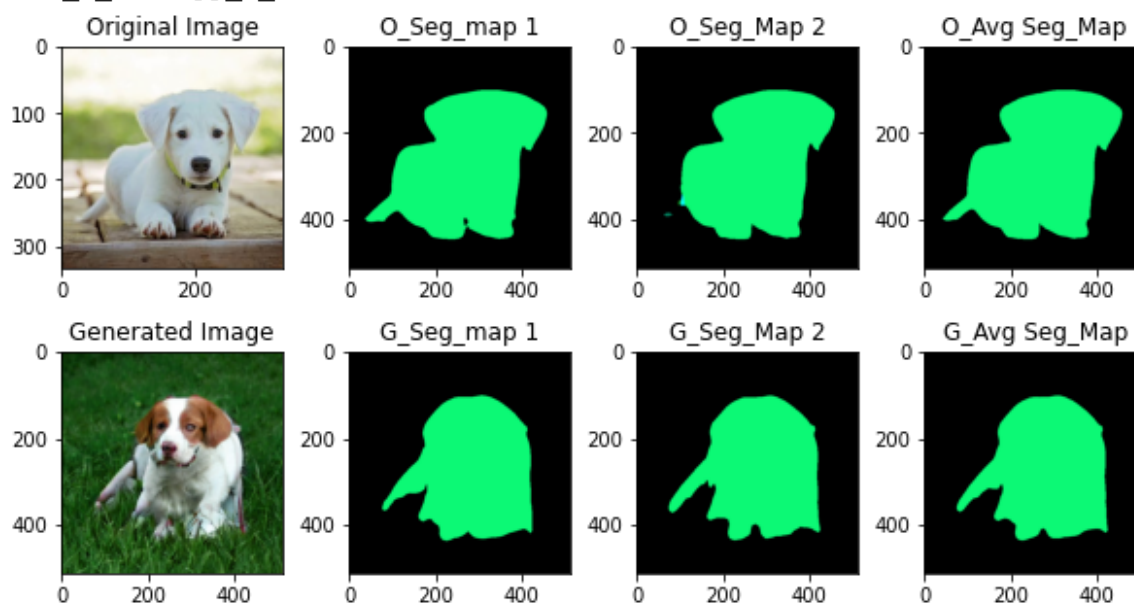 Original Image O_Seg_map 1 O_Seg_Map 2 O_Avg Seg_Map
0 0 0 0
100
200 200 200 200
200
400 400 400
300
0 200 0 200 400 0 200 400 0 200 400
Generated Image G_Seg_map 1 G_Seg_Map 2 G_Avg Seg_Map
0 0 0 0
200 200 200 200
400 400 400 400
0 200 400 0 200 400 0 200 400 0 200 400